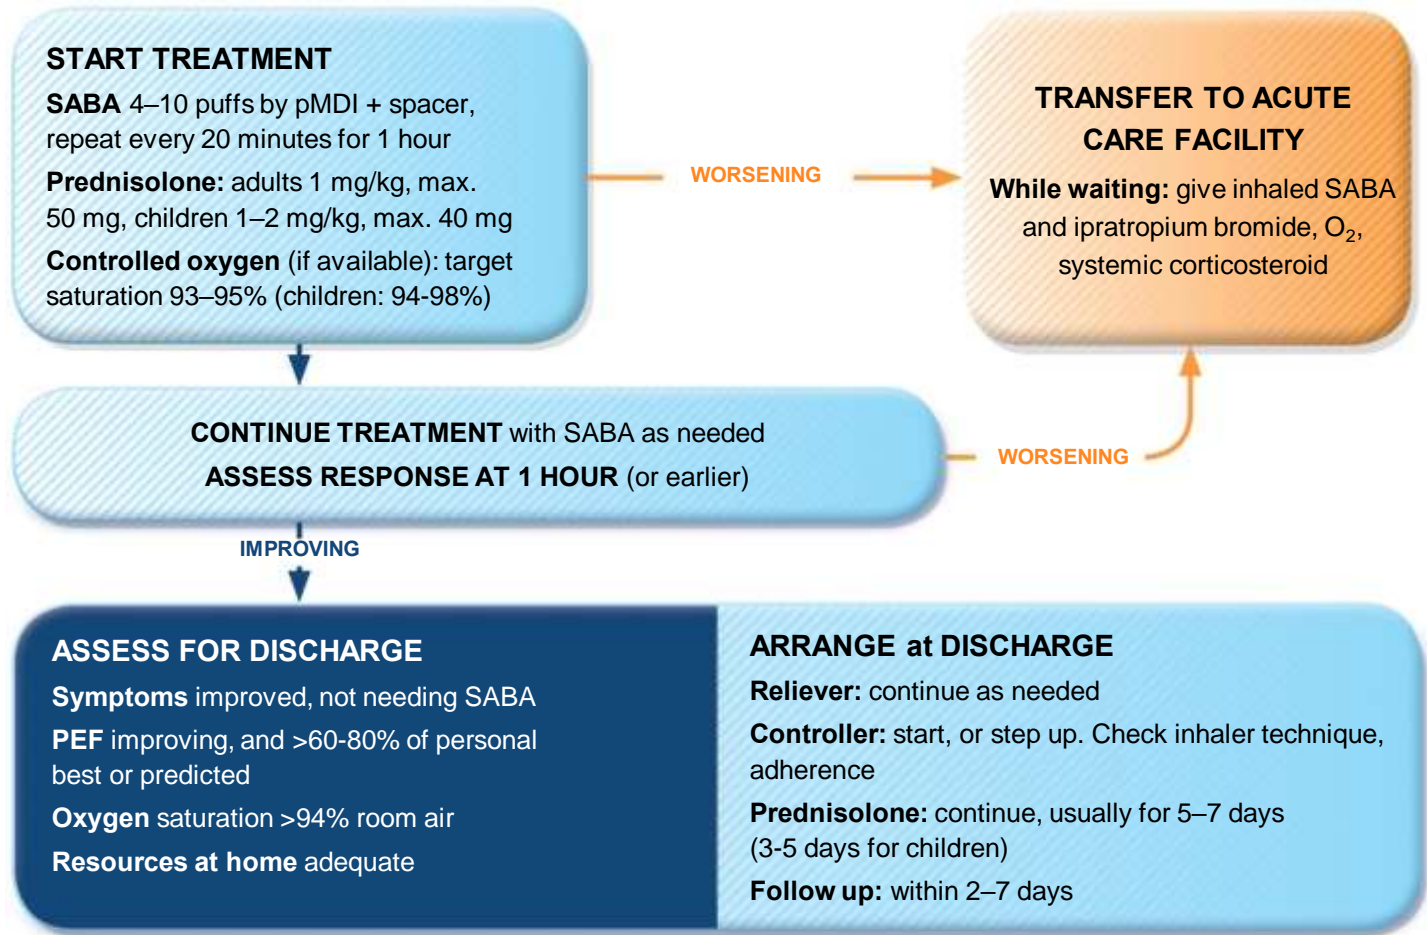 START TREATMENT
SABA 4–10 puffs by pMDI + spacer,
repeat every 20 minutes for 1 hour
Prednisolone: adults 1 mg/kg, max.
50 mg, children 1–2 mg/kg, max. 40 mg
Controlled oxygen (if available): target
saturation 93–95% (children: 94-98%)
WORSENING
TRANSFER TO ACUTE
CARE FACILITY
While waiting: give inhaled SABA
and ipratropium bromide, O₂,
systemic corticosteroid
CONTINUE TREATMENT with SABA as needed
ASSESS RESPONSE AT 1 HOUR (or earlier)
WORSENING
IMPROVING
ASSESS FOR DISCHARGE
Symptoms improved, not needing SABA
PEF improving, and >60-80% of personal
best or predicted
Oxygen saturation >94% room air
Resources at home adequate
ARRANGE at DISCHARGE
Reliever: continue as needed
Controller: start, or step up. Check inhaler technique,
adherence
Prednisolone: continue, usually for 5–7 days
(3-5 days for children)
Follow up: within 2–7 days